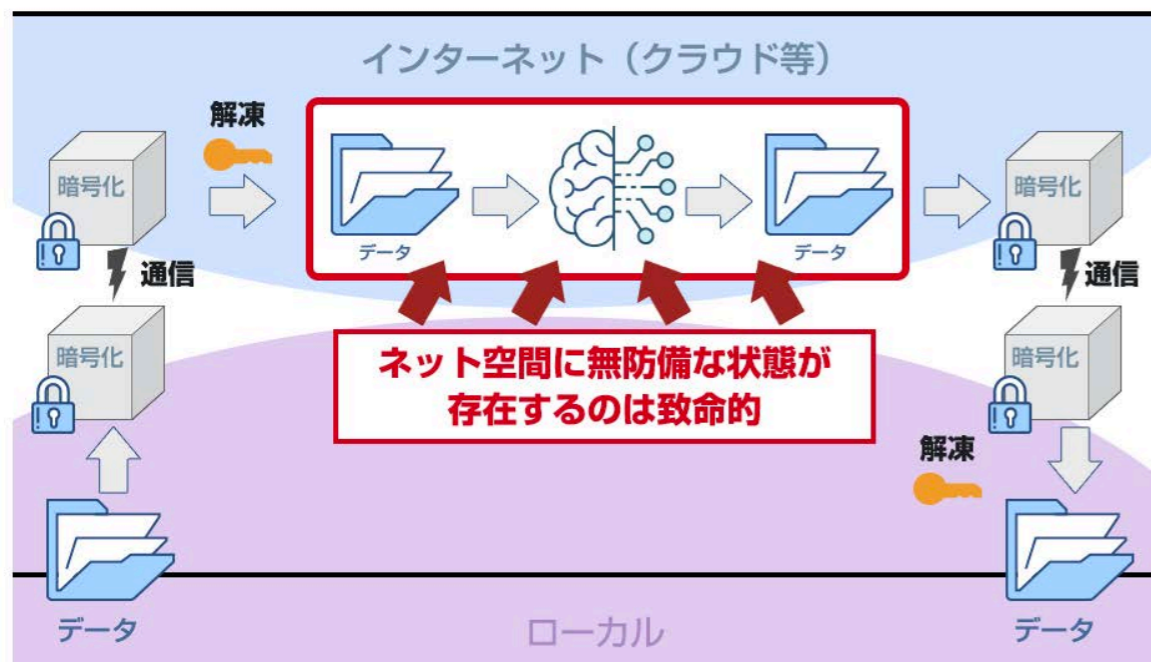 インターネット（クラウド等）
解凍
暗号化
データ
データ
暗号化
通信
通信
暗号化
ネット空間に無防備な状態が
存在するのは致命的
暗号化
解凍
データ
ローカル
データ